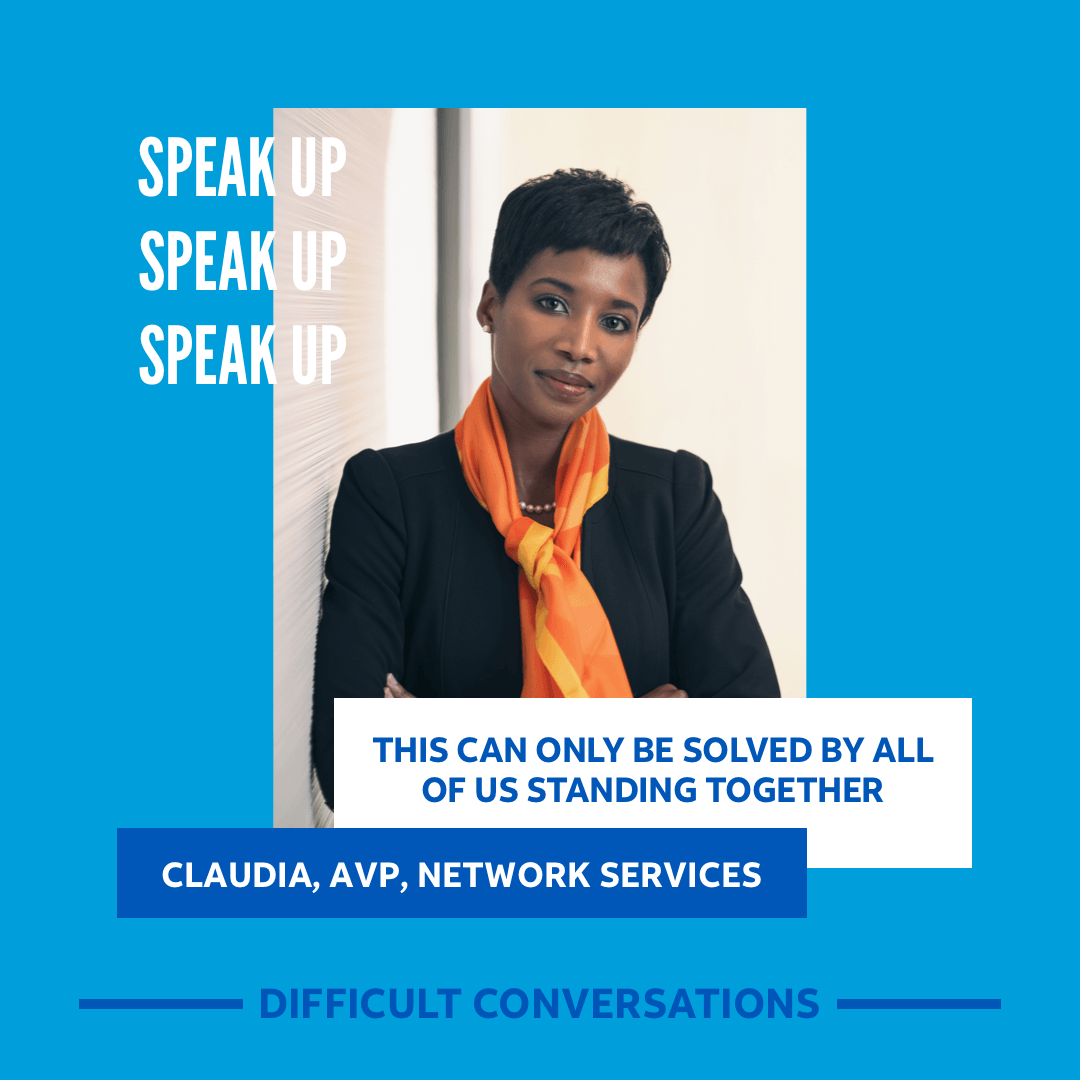 SPEAK UP
SPEAK UP
SPEAK UP
THIS CAN ONLY BE SOLVED BY ALL
OF US STANDING TOGETHER
CLAUDIA, AVP, NETWORK SERVICES
DIFFICULT CONVERSATIONS